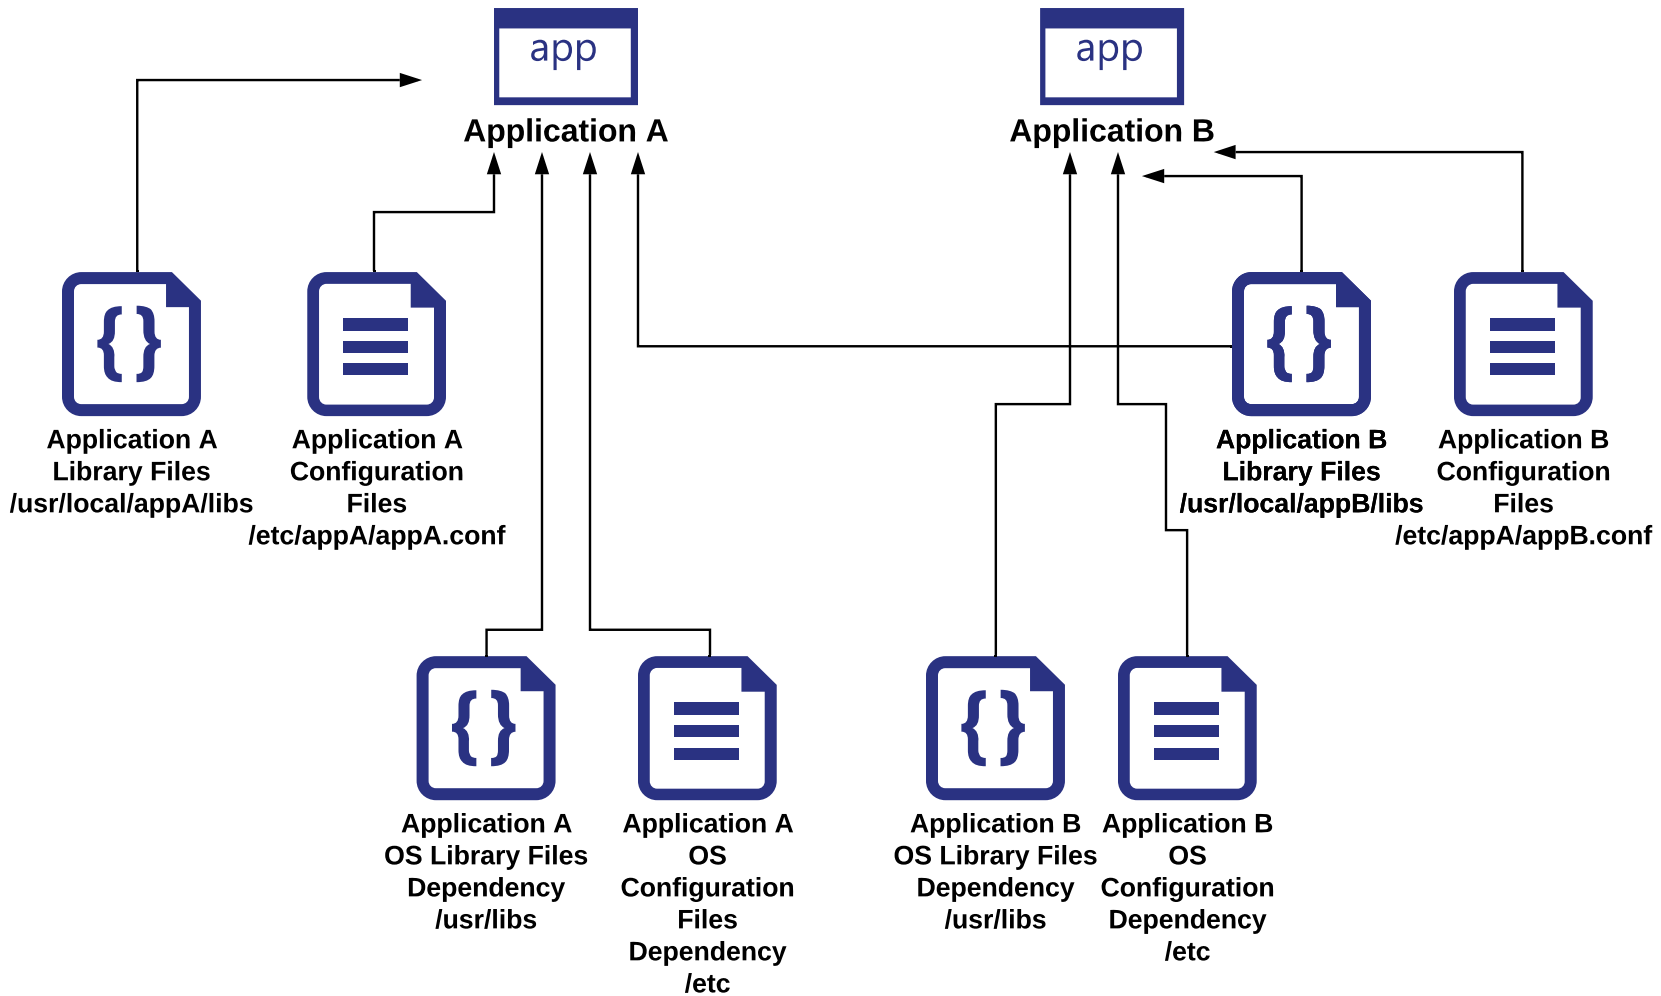 app
Application A
app
Application B
Application A
Library Files
/usr/local/appA/libs
Application A
Configuration
Files
/etc/appA/appA.conf
Application B
Library Files
/usr/local/appB/libs
Application B
Configuration
Files
/etc/appA/appB.conf
Application A
OS Library Files
Dependency
/usr/libs
Application A
OS
Configuration
Files
Dependency
/etc
Application B
OS Library Files
Dependency
/usr/libs
Application B
OS
Configuration
Dependency
/etc